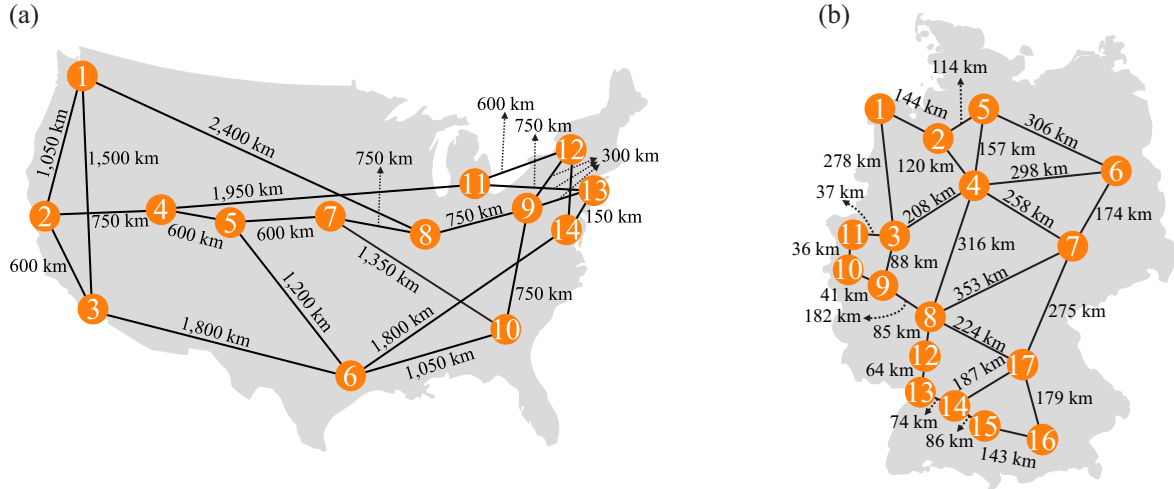 (a)
1
1,050 km
1,500 km
2,400 km
600 km
750 km
12
300 km
750 km
11
13
1,950 km
2
4
750 km
600 km
5
600 km
7
8
750 km
9
150 km
14
600 km
3
1,350 km
1,200 km
1,800 km
750 km
10
1,800 km
6
1,050 km
(b)
114 km
1
144 km
5
2
306 km
157 km
120 km
278 km
298 km
6
4
37 km
208 km
258 km
174 km
11
3
7
36 km
88 km
316 km
10
9
353 km
41 km
275 km
182 km
8
85 km
224 km
12
17
64 km
187 km
13
179 km
14
74 km
15
86 km
16
143 km